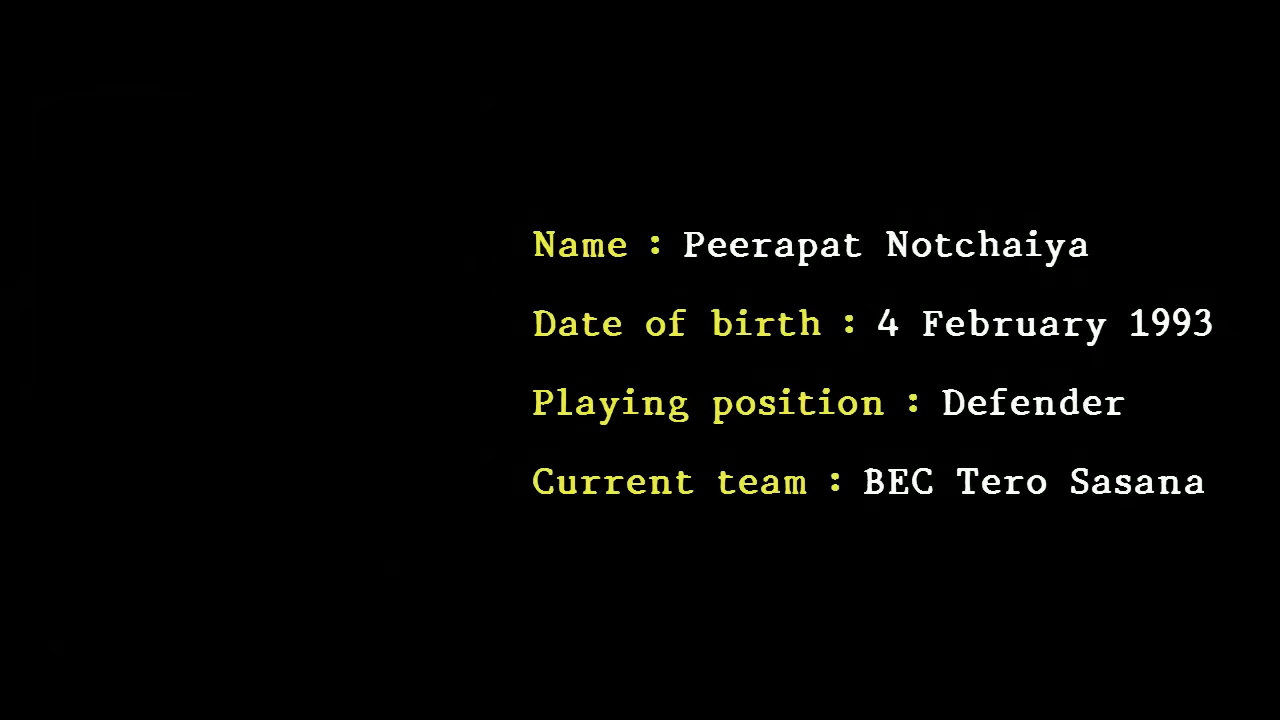 Name : Peerapat Notchaiya
Date of birth : 4 February 1993
Playing position : Defender
Current team : BEC Tero Sasana